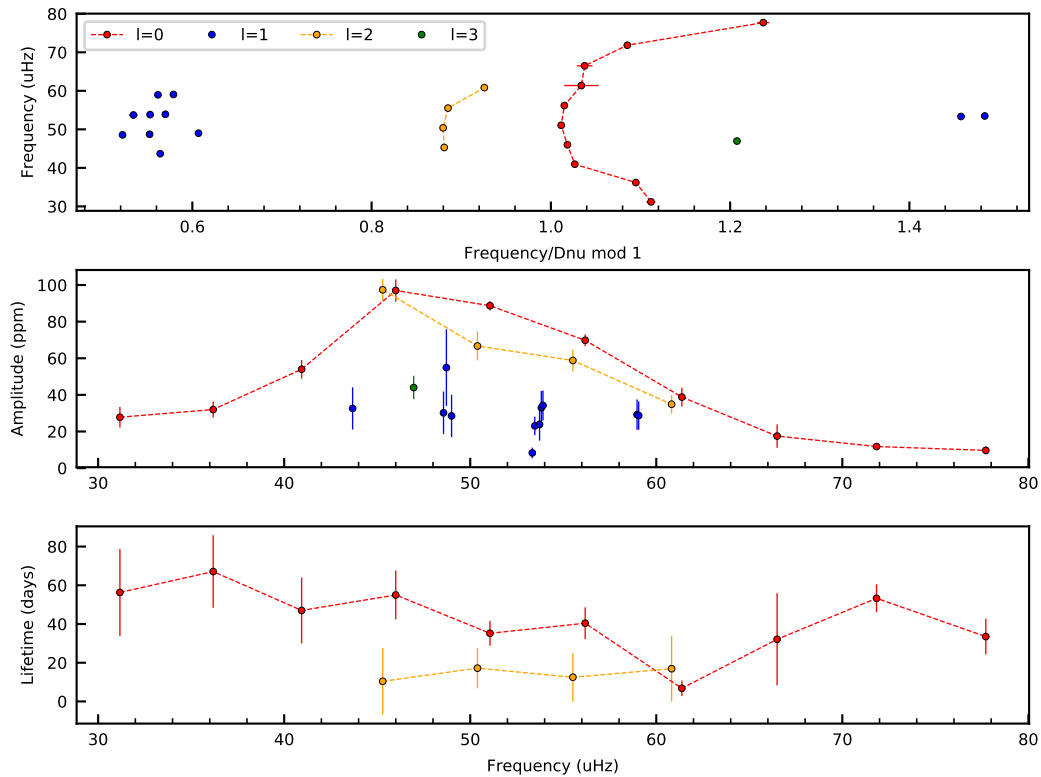 l=0 l=1 l=2 l=3
Frequency (uHz)
80
70
60
50
40
30
0.6 0.8 1.0 1.2 1.4
Frequency/Dnu mod 1
Amplitude (ppm)
100
80
60
40
20
0
30 40 50 60 70 80
Lifetime (days)
80
60
40
20
0
30 40 50 60 70 80
Frequency (uHz)